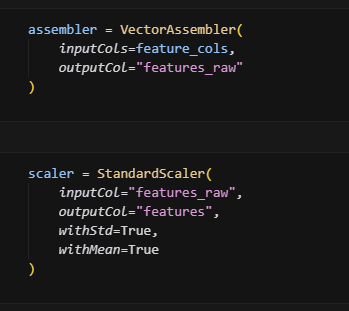 assembler = VectorAssembler(
    inputCols=feature_cols,
    outputCol="features_raw"
)
scaler = StandardScaler(
    inputCol="features_raw",
    outputCol="features",
    withStd=True,
    withMean=True
)